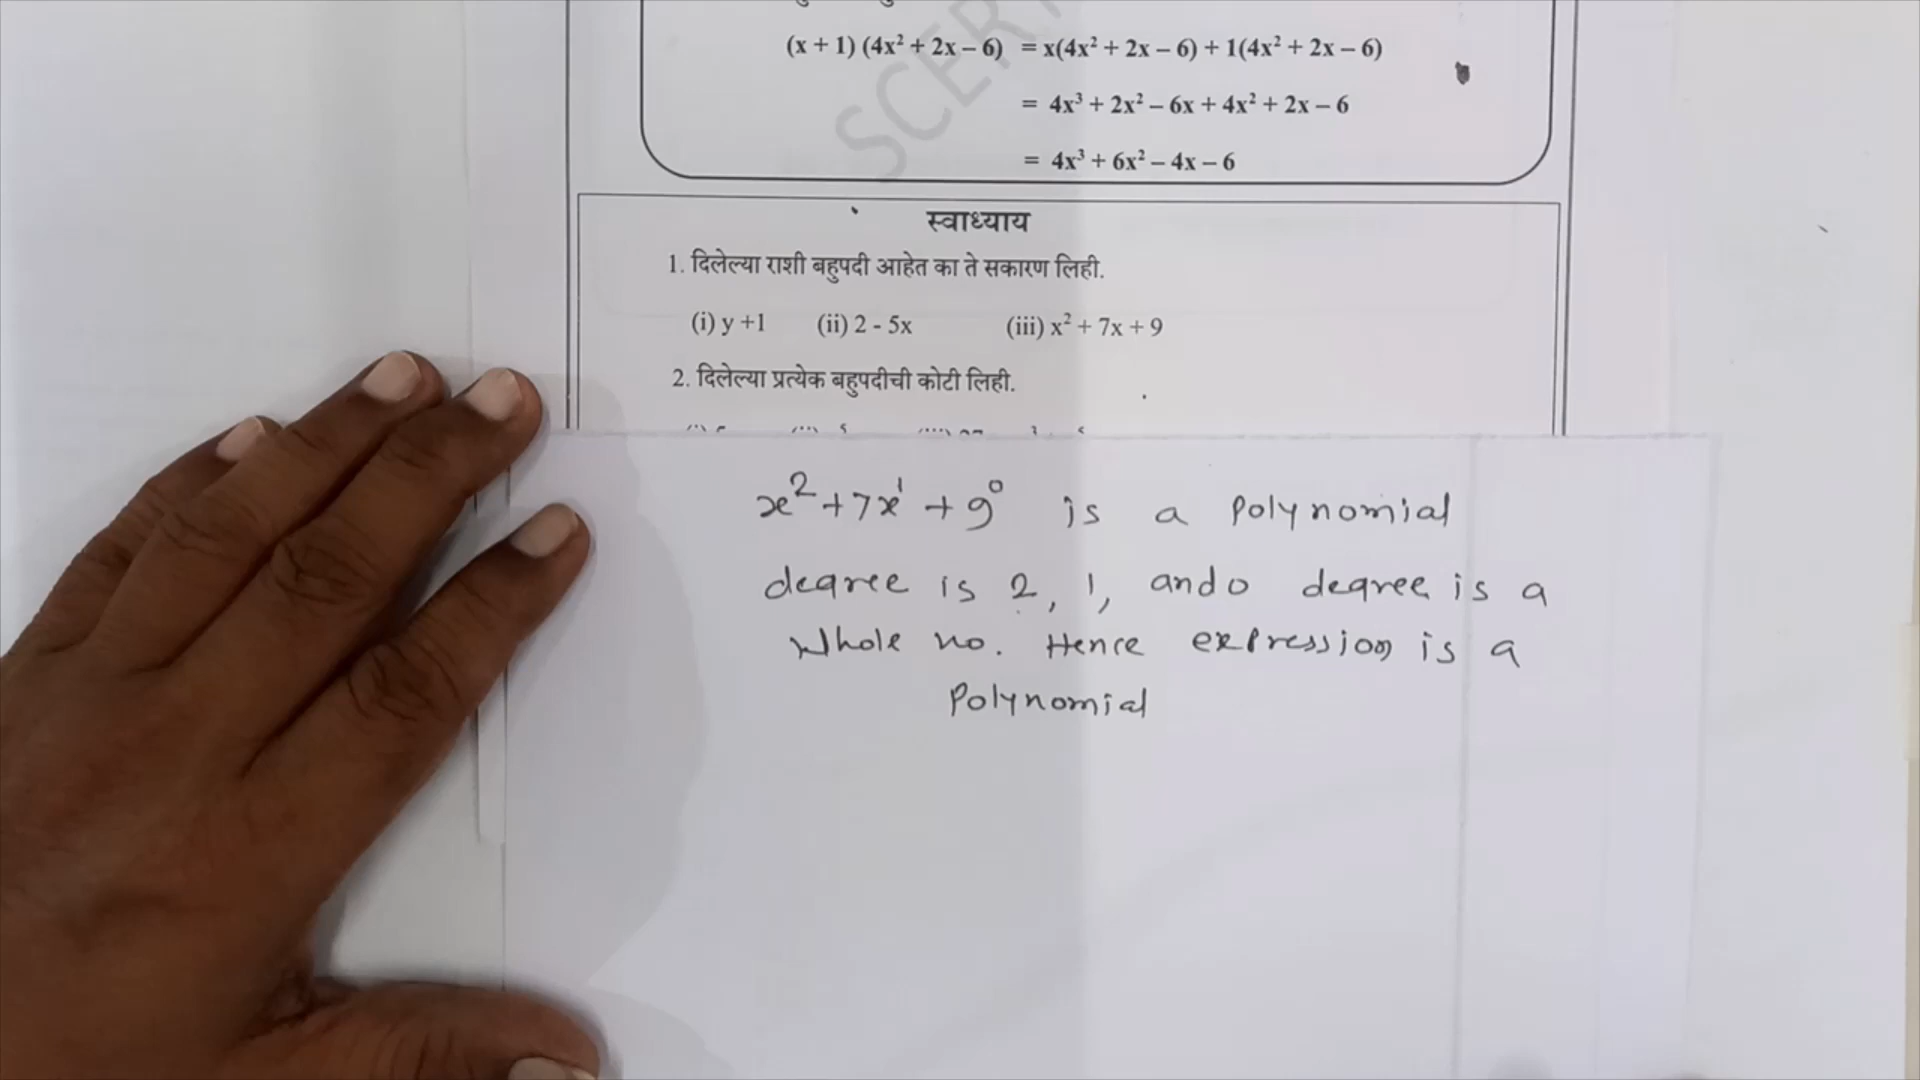 (x + 1) (4x² + 2x – 6) = x(4x² + 2x – 6) + 1(4x² + 2x – 6)
= 4x³ + 2x² – 6x + 4x² + 2x – 6
= 4x³ + 6x² – 4x – 6
SCERT
स्वाध्याय
1. दिलेल्या राशी बहुपदी आहेत का ते सकारण लिही.
(i) y +1 (ii) 2 - 5x (iii) x² + 7x + 9
2. दिलेल्या प्रत्येक बहुपदीची कोटी लिही.
x² + 7x¹ + 9⁰ is a polynomial
degree is 2, 1, and 0 degree is a
whole no. Hence expression is a
Polynomial